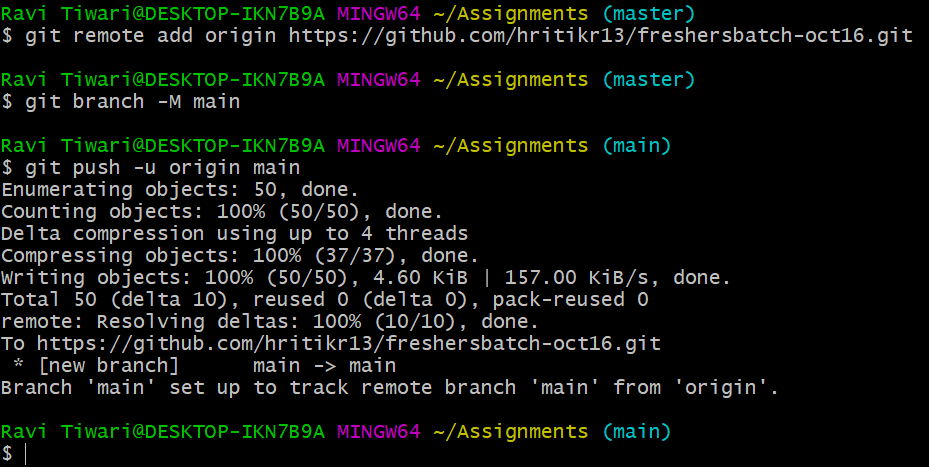 Ravi Tiwari@DESKTOP-IKN7B9A MINGW64 ~/Assignments (master)
$ git remote add origin https://github.com/hritikr13/freshersbatch-oct16.git
Ravi Tiwari@DESKTOP-IKN7B9A MINGW64 ~/Assignments (master)
$ git branch -M main
Ravi Tiwari@DESKTOP-IKN7B9A MINGW64 ~/Assignments (main)
$ git push -u origin main
Enumerating objects: 50, done.
Counting objects: 100% (50/50), done.
Delta compression using up to 4 threads
Compressing objects: 100% (37/37), done.
Writing objects: 100% (50/50), 4.60 KiB | 157.00 KiB/s, done.
Total 50 (delta 10), reused 0 (delta 0), pack-reused 0
remote: Resolving deltas: 100% (10/10), done.
To https://github.com/hritikr13/freshersbatch-oct16.git
 * [new branch]      main -> main
Branch 'main' set up to track remote branch 'main' from 'origin'.
Ravi Tiwari@DESKTOP-IKN7B9A MINGW64 ~/Assignments (main)
$